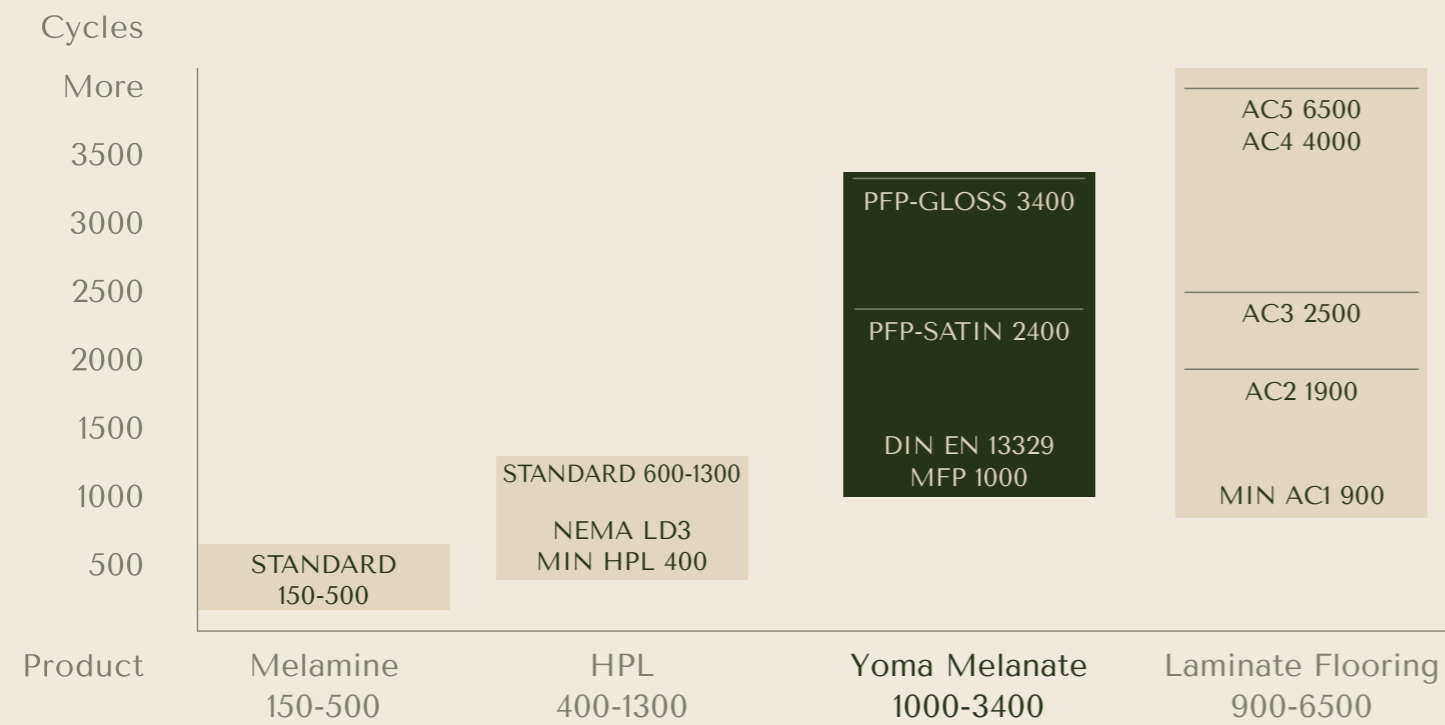 Cycles
More
3500
3000
2500
2000
1500
1000
500
STANDARD
150-500
STANDARD 600-1300
NEMA LD3
MIN HPL 400
PFP-GLOSS 3400
PFP-SATIN 2400
DIN EN 13329
MFP 1000
AC5 6500
AC4 4000
AC3 2500
AC2 1900
MIN AC1 900
Product
Melamine
150-500
HPL
400-1300
Yoma Melanate
1000-3400
Laminate Flooring
900-6500